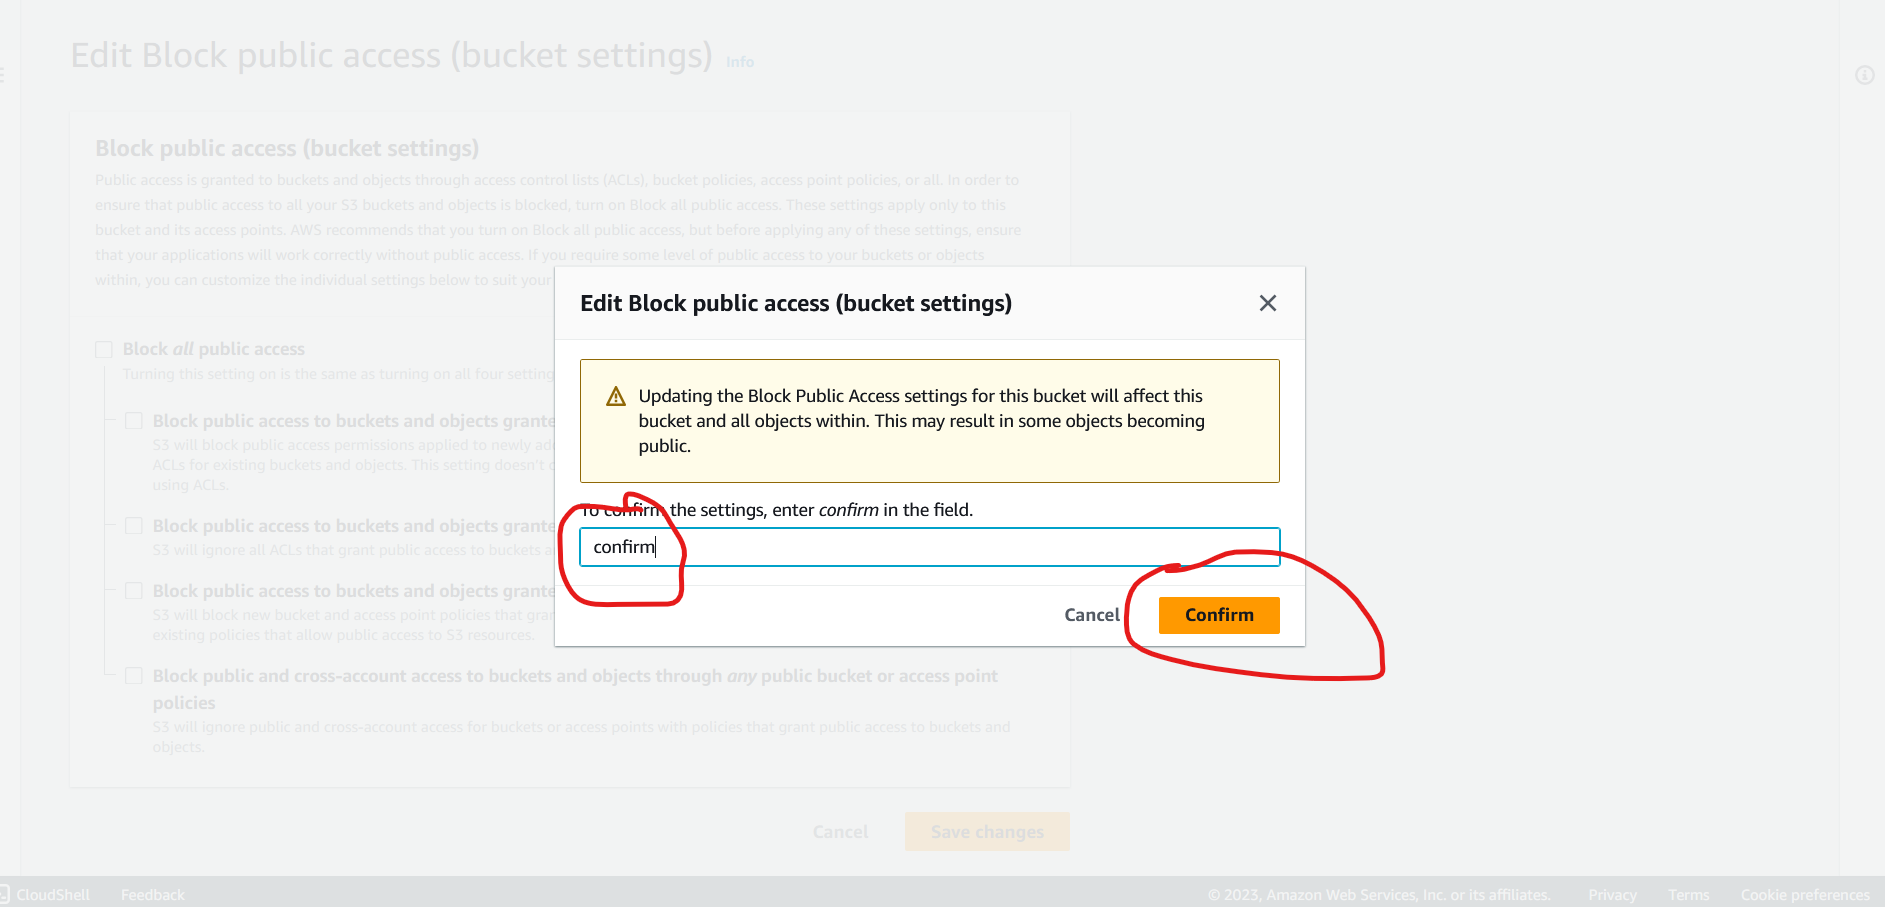 Edit Block public access (bucket settings) Info
Block public access (bucket settings)
Public access is granted to buckets and objects through access control lists (ACLs), bucket policies, access point policies, or all. In order to
ensure that public access to all your S3 buckets and objects is blocked, turn on Block all public access. These settings apply only to this
bucket and its access points. AWS recommends that you turn on Block all public access, but before applying any of these settings, ensure
that your applications will work correctly without public access. If you require some level of public access to your buckets or objects
within, you can customize the individual settings below to suit your
Block all public access
Turning this setting on is the same as turning on all four setting
Block public access to buckets and objects grante
S3 will block public access permissions applied to newly ad
ACLs for existing buckets and objects. This setting doesn't
using ACLs.
Block public access to buckets and objects grante
S3 will ignore all ACLs that grant public access to buckets a
Block public access to buckets and objects grante
S3 will block new bucket and access point policies that gran
existing policies that allow public access to S3 resources.
Block public and cross-account access to buckets and objects through any public bucket or access point
policies
S3 will ignore public and cross-account access for buckets or access points with policies that grant public access to buckets and
objects.
Cancel
Save changes
Edit Block public access (bucket settings)
Updating the Block Public Access settings for this bucket will affect this
bucket and all objects within. This may result in some objects becoming
public.
To confirm the settings, enter confirm in the field.
confirm
Cancel
Confirm
CloudShell
Feedback
© 2023, Amazon Web Services, Inc. or its affiliates.
Privacy
Terms
Cookie preferences